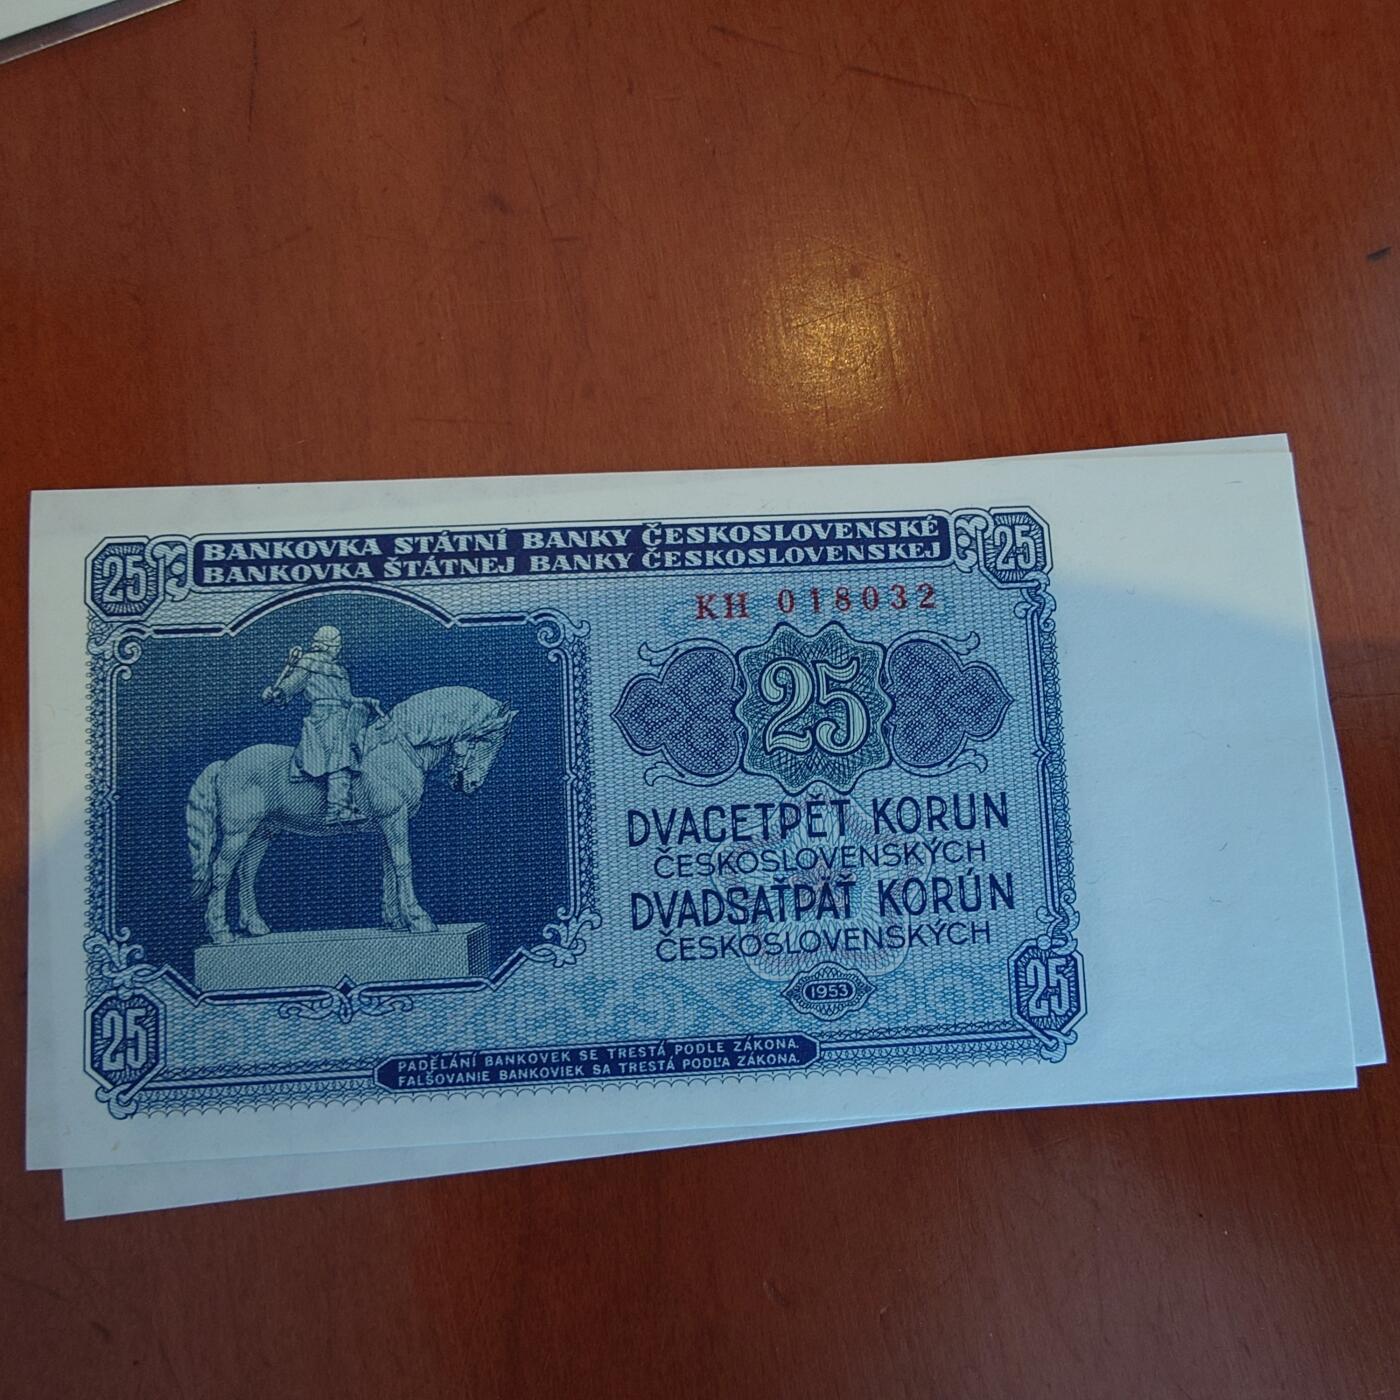 BANKOVKA STÁTNÍ BANKY ČESKOSLOVENSKÉ
BANKOVKA ŠTÁTNEJ BANKY ČESKOSLOVENSKEJ
25
25
KH 018032
25
DVACETPĚT KORUN
ČESKOSLOVENSKÝCH
DVADSAŤPÄŤ KORÚN
ČESKOSLOVENSKÝCH
1953
25
25
PADĚLÁNÍ BANKOVEK SE TRESTÁ PODLE ZÁKONA.
FALŠOVANIE BANKOVIEK SA TRESTÁ PODĽA ZÁKONA.